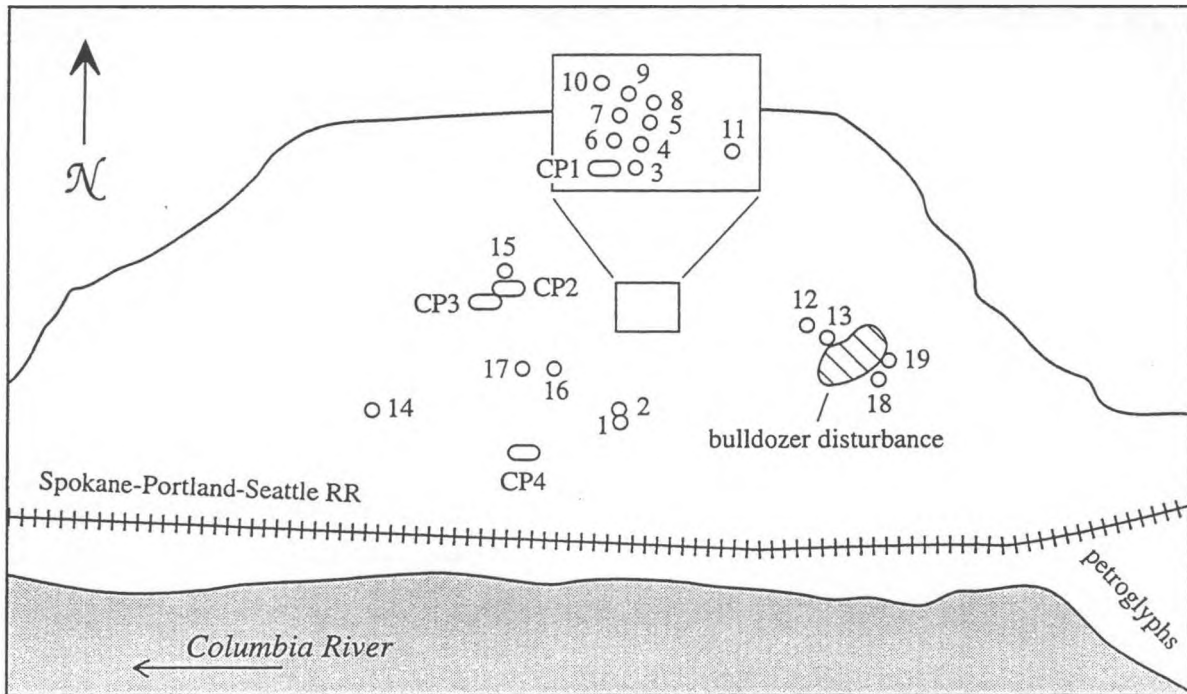 10
9
7
8
5
11
6
4
CP1
3
N
15
CP2
CP3
12
13
17
19
16
18
14
2
1
bulldozer disturbance
CP4
Spokane-Portland-Seattle RR
petroglyphs
Columbia River